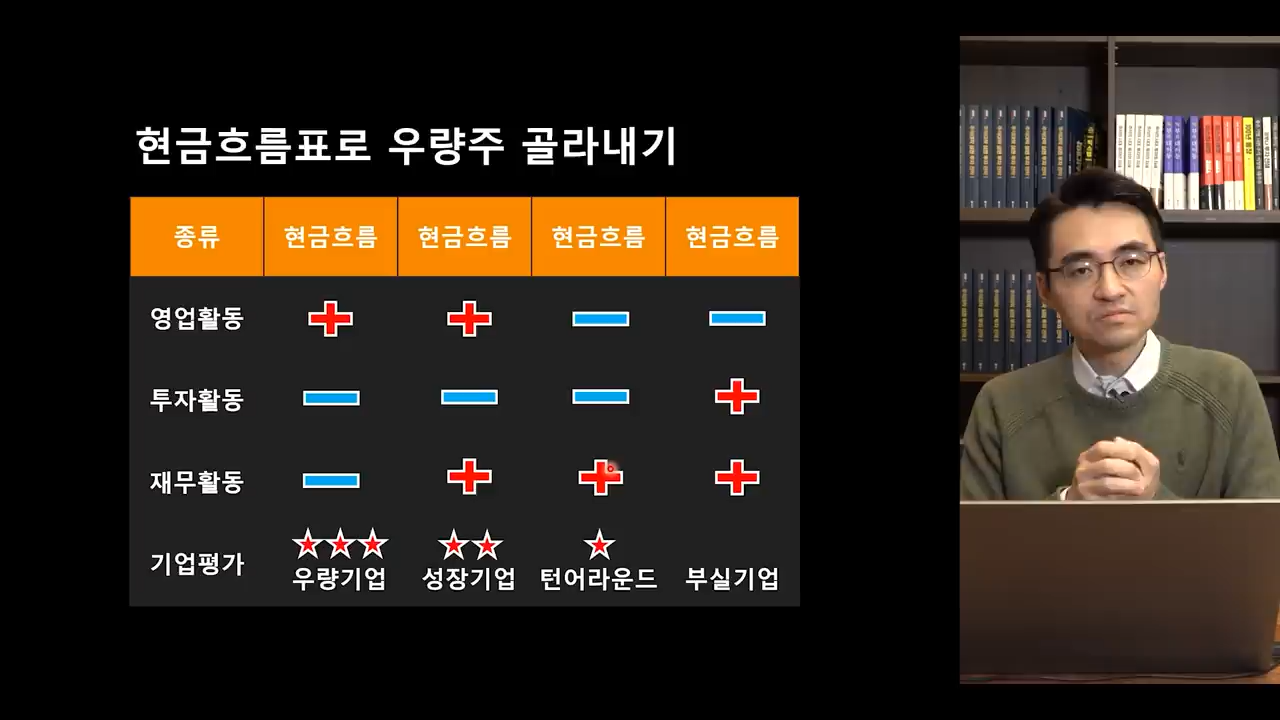 현금흐름표로 우량주 골라내기
종류 현금흐름 현금흐름 현금흐름 현금흐름
영업활동
투자활동
재무활동
기업평가
우량기업 성장기업 턴어라운드 부실기업